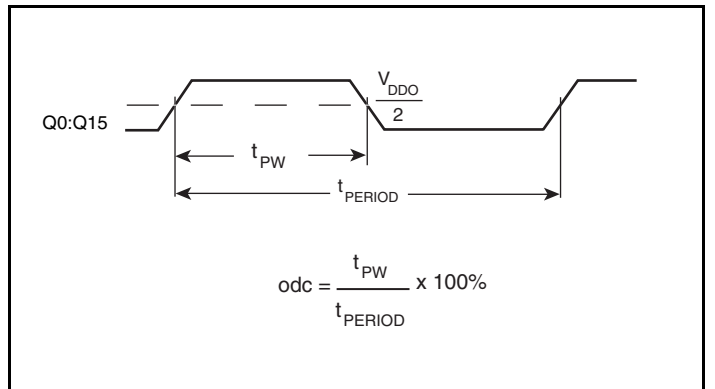 V_DDO
2
Q0:Q15
t_PW
t_PERIOD
odc = t_PW / t_PERIOD x 100%